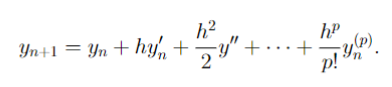 y_{n+1} = y_n + hy'_n + \frac{h^2}{2}y'' + \cdots + \frac{h^p}{p!}y_n^{(p)}.